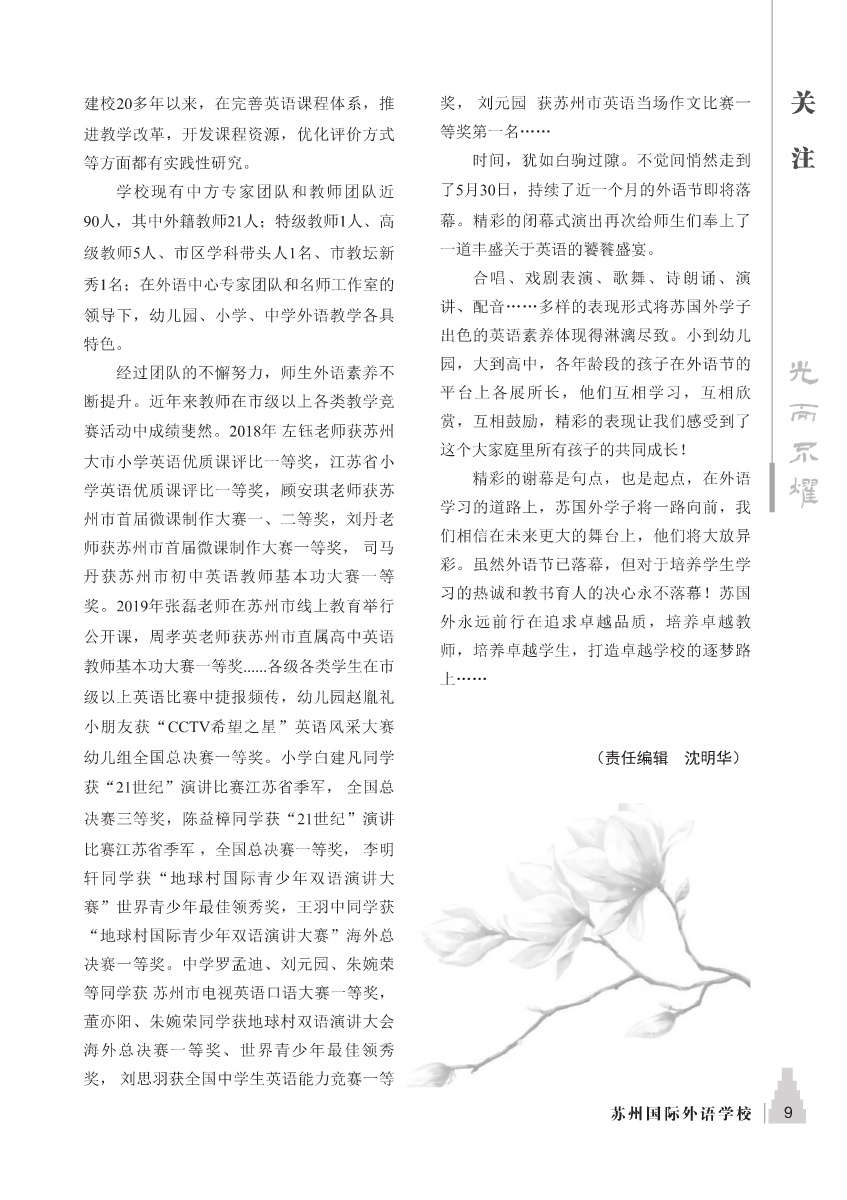 建校20多年以来，在完善英语课程体系，推
进教学改革，开发课程资源，优化评价方式
等方面都有实践性研究。
学校现有中方专家团队和教师团队近
90人，其中外籍教师21人；特级教师1人、高
级教师5人、市区学科带头人1名、市教坛新
秀1名；在外语中心专家团队和名师工作室的
领导下，幼儿园、小学、中学外语教学各具
特色。
经过团队的不懈努力，师生外语素养不
断提升。近年来教师在市级以上各类教学竞
赛活动中成绩斐然。2018年 左钰老师获苏州
大市小学英语优质课评比一等奖，江苏省小
学英语优质课评比一等奖，顾安琪老师获苏
州市首届微课制作大赛一、二等奖，刘丹老
师获苏州市首届微课制作大赛一等奖， 司马
丹获苏州市初中英语教师基本功大赛一等
奖。2019年张磊老师在苏州市线上教育举行
公开课，周孝英老师获苏州市直属高中英语
教师基本功大赛一等奖......各级各类学生在市
级以上英语比赛中捷报频传，幼儿园赵胤礼
小朋友获“CCTV希望之星”英语风采大赛
幼儿组全国总决赛一等奖。小学白建凡同学
获“21世纪”演讲比赛江苏省季军， 全国总
决赛三等奖，陈益樟同学获“21世纪”演讲
比赛江苏省季军 ，全国总决赛一等奖， 李明
轩同学获“地球村国际青少年双语演讲大
赛”世界青少年最佳领秀奖，王羽中同学获
“地球村国际青少年双语演讲大赛”海外总
决赛一等奖。中学罗孟迪、刘元园、朱婉荣
等同学获 苏州市电视英语口语大赛一等奖，
董亦阳、朱婉荣同学获地球村双语演讲大会
海外总决赛一等奖、世界青少年最佳领秀
奖， 刘思羽获全国中学生英语能力竞赛一等
奖， 刘元园 获苏州市英语当场作文比赛一
等奖第一名……
时间，犹如白驹过隙。不觉间悄然走到
了5月30日，持续了近一个月的外语节即将落
幕。精彩的闭幕式演出再次给师生们奉上了
一道丰盛关于英语的饕餮盛宴。
合唱、戏剧表演、歌舞、诗朗诵、演
讲、配音……多样的表现形式将苏国外学子
出色的英语素养体现得淋漓尽致。小到幼儿
园，大到高中，各年龄段的孩子在外语节的
平台上各展所长，他们互相学习，互相欣
赏，互相鼓励，精彩的表现让我们感受到了
这个大家庭里所有孩子的共同成长！
精彩的谢幕是句点，也是起点，在外语
学习的道路上，苏国外学子将一路向前，我
们相信在未来更大的舞台上，他们将大放异
彩。虽然外语节已落幕，但对于培养学生学
习的热诚和教书育人的决心永不落幕！苏国
外永远前行在追求卓越品质，培养卓越教
师，培养卓越学生，打造卓越学校的逐梦路
上……
（责任编辑 沈明华）
关注
光而不耀
苏州国际外语学校
9